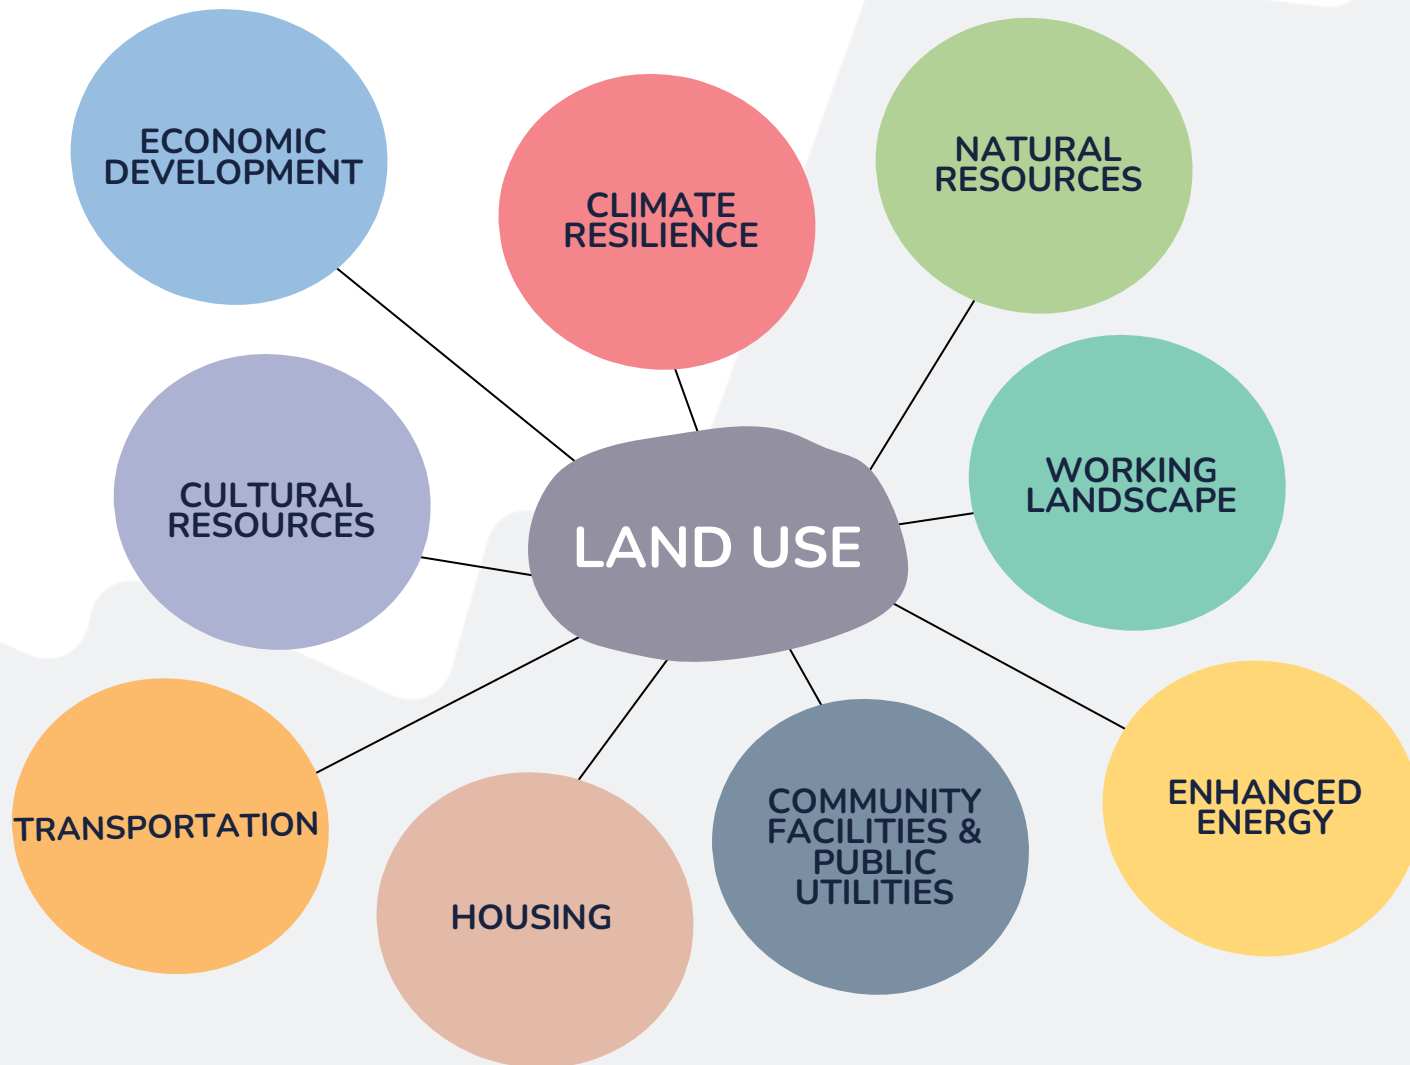 ECONOMIC
DEVELOPMENT
CLIMATE
RESILIENCE
NATURAL
RESOURCES
CULTURAL
RESOURCES
LAND USE
WORKING
LANDSCAPE
TRANSPORTATION
HOUSING
COMMUNITY
FACILITIES &
PUBLIC
UTILITIES
ENHANCED
ENERGY